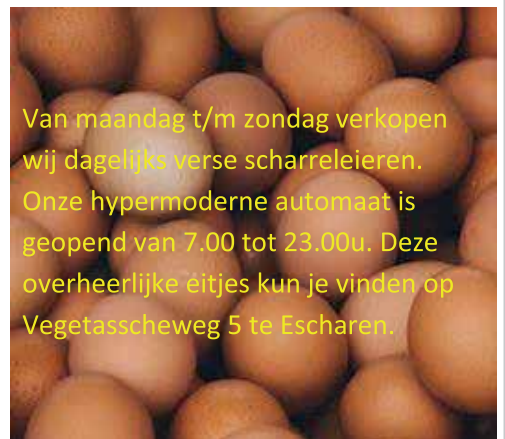 Van maandag t/m zondag verkopen
wij dagelijks verse scharreleieren.
Onze hypermoderne automaat is
geopend van 7.00 tot 23.00u. Deze
overheerlijke eitjes kun je vinden op
Vegetasscheweg 5 te Escharen.